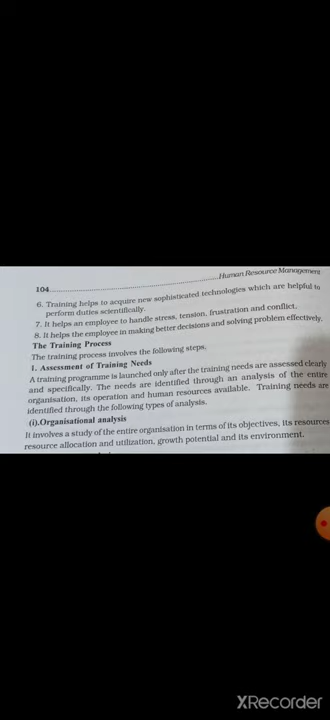 104 Human Resource Management
6. Training helps to acquire new sophisticated technologies which are helpful to
perform duties scientifically.
7. It helps an employee to handle stress, tension, frustration and conflict.
8. It helps the employee in making better decisions and solving problem effectively.
The Training Process
The training process involves the following steps.
1. Assessment of Training Needs
A training programme is launched only after the training needs are assessed clearly
and specifically. The needs are identified through an analysis of the entire
organisation, its operation and human resources available. Training needs are
identified through the following types of analysis.
(i).Organisational analysis
It involves a study of the entire organisation in terms of its objectives, its resources
resource allocation and utilization, growth potential and its environment.
XRecorder